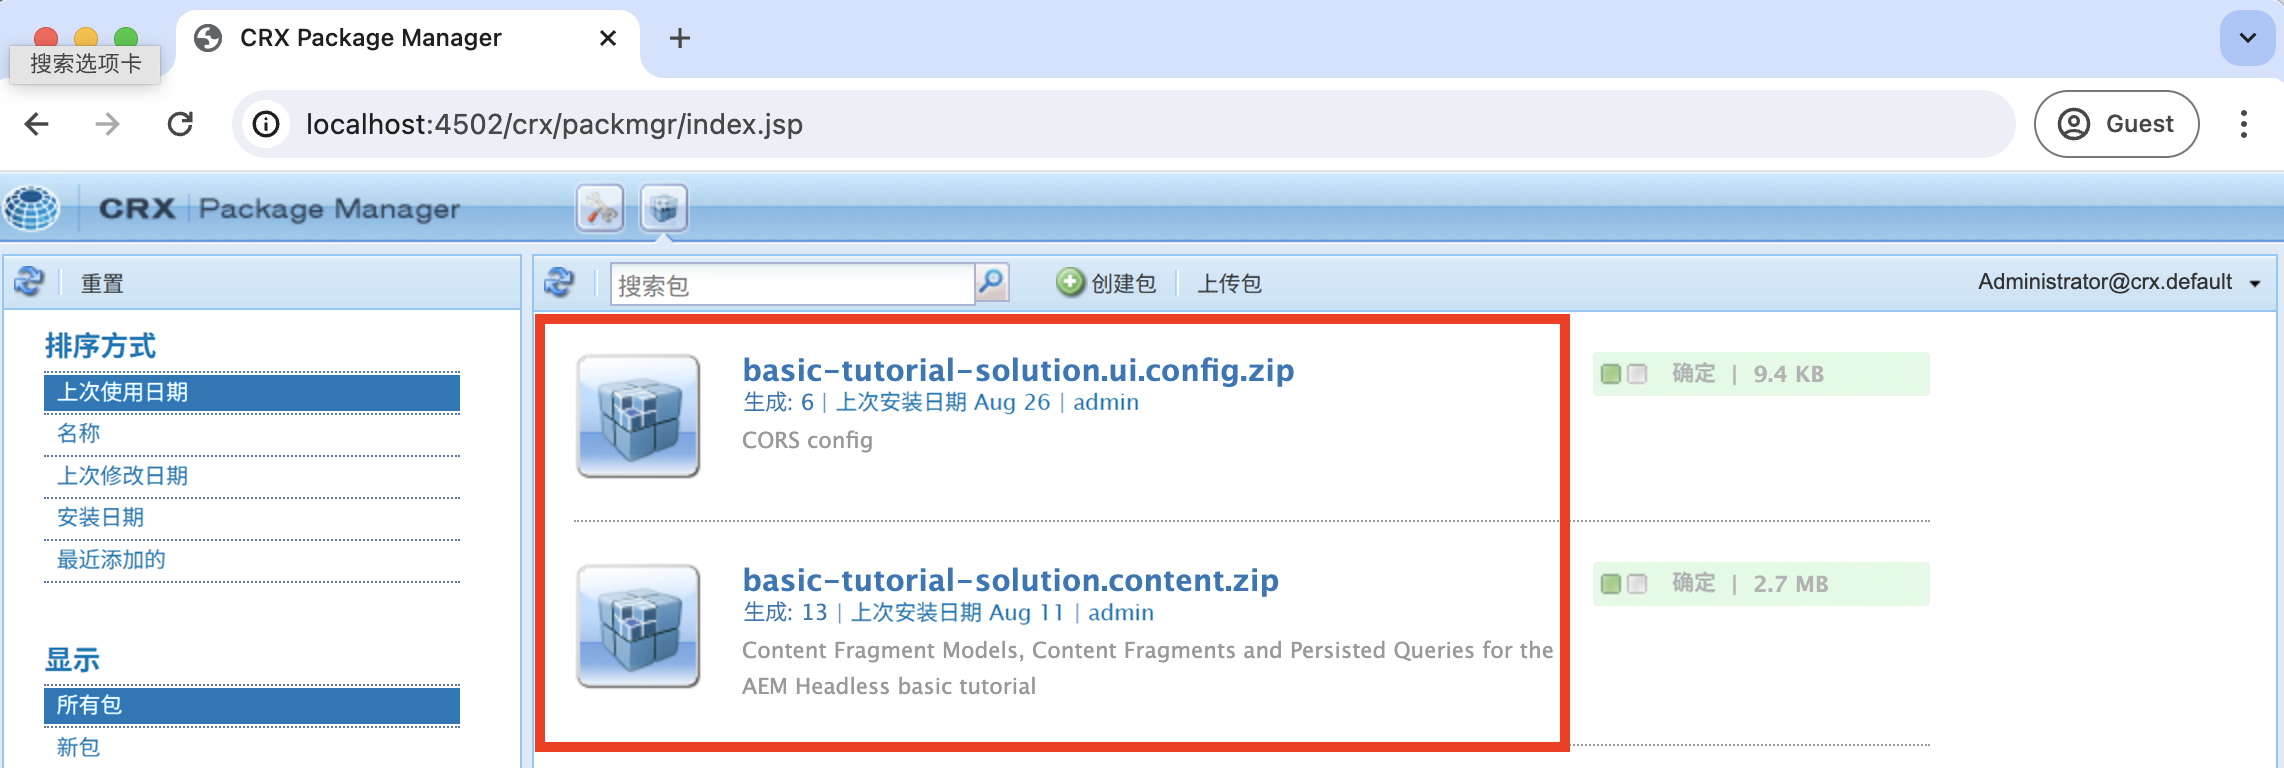 CRX Package Manager
搜索选项卡
localhost:4502/crx/packmgr/index.jsp
Guest
CRX Package Manager
重置
搜索包
创建包
上传包
Administrator@crx.default
排序方式
上次使用日期
名称
上次修改日期
安装日期
最近添加的
显示
所有包
新包
basic-tutorial-solution.ui.config.zip
生成: 6 | 上次安装日期 Aug 26 | admin
CORS config
确定 | 9.4 KB
basic-tutorial-solution.content.zip
生成: 13 | 上次安装日期 Aug 11 | admin
Content Fragment Models, Content Fragments and Persisted Queries for the
AEM Headless basic tutorial
确定 | 2.7 MB